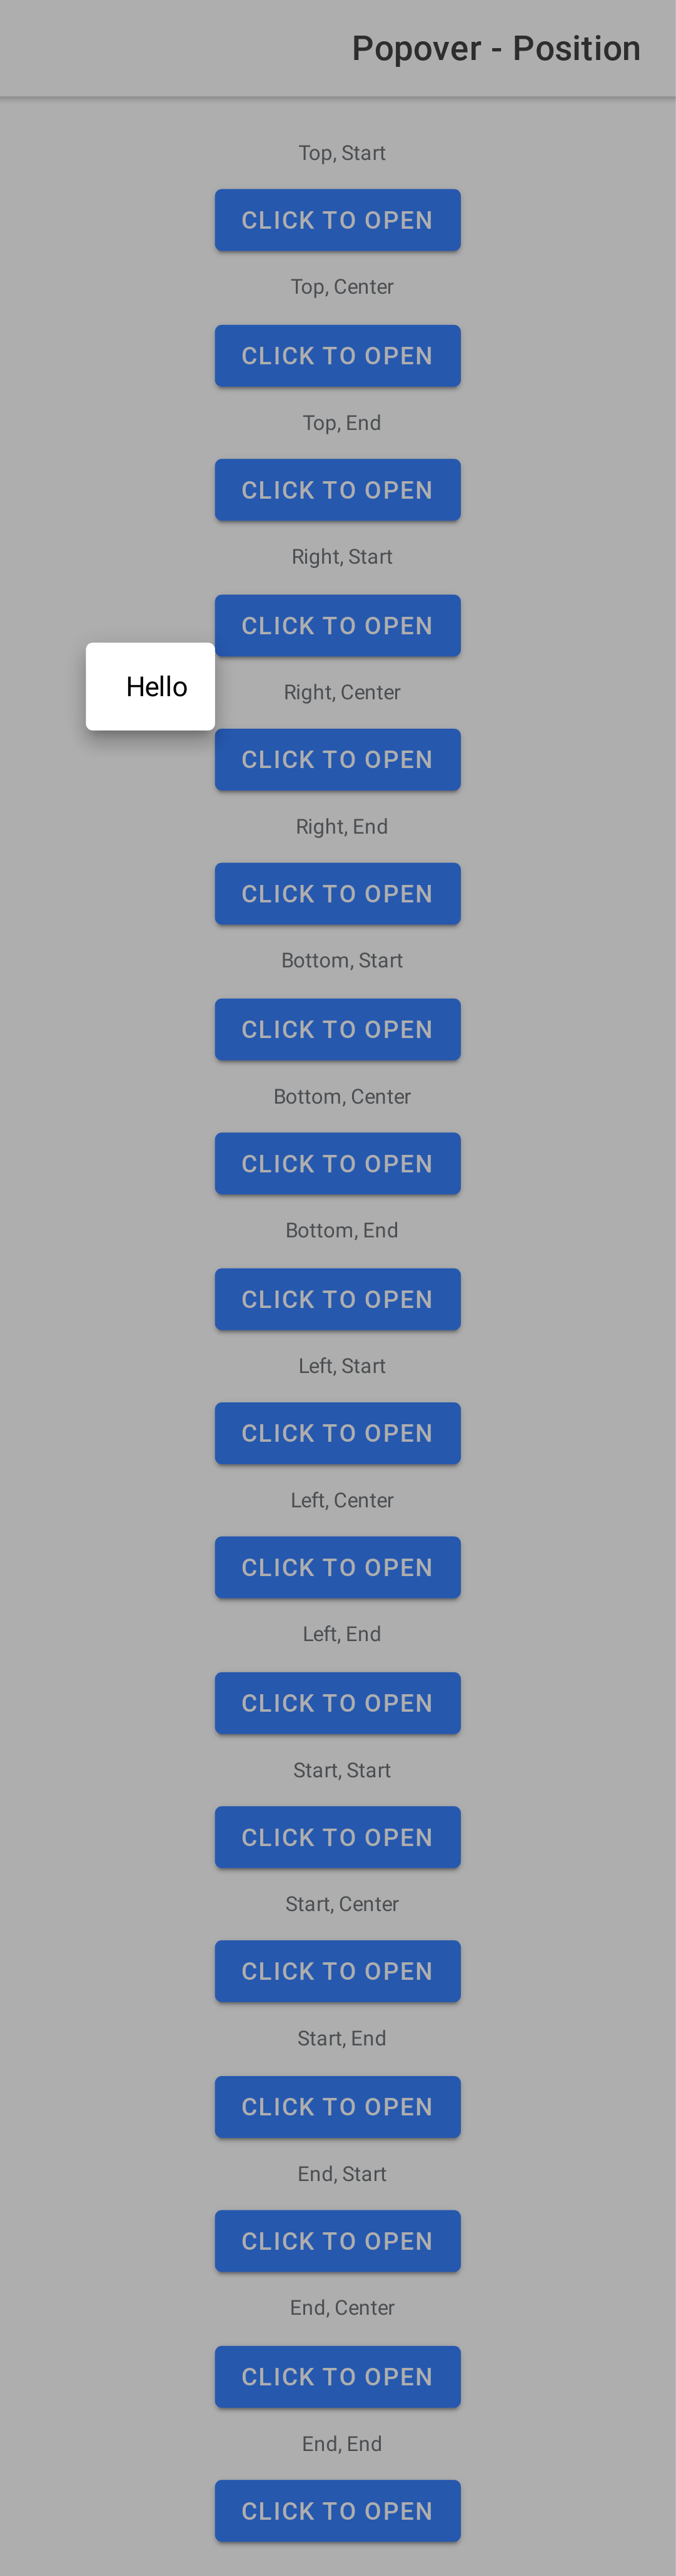 Popover - Position
Top, Start
CLICK TO OPEN
Top, Center
CLICK TO OPEN
Top, End
CLICK TO OPEN
Right, Start
CLICK TO OPEN
Hello
Right, Center
CLICK TO OPEN
Right, End
CLICK TO OPEN
Bottom, Start
CLICK TO OPEN
Bottom, Center
CLICK TO OPEN
Bottom, End
CLICK TO OPEN
Left, Start
CLICK TO OPEN
Left, Center
CLICK TO OPEN
Left, End
CLICK TO OPEN
Start, Start
CLICK TO OPEN
Start, Center
CLICK TO OPEN
Start, End
CLICK TO OPEN
End, Start
CLICK TO OPEN
End, Center
CLICK TO OPEN
End, End
CLICK TO OPEN